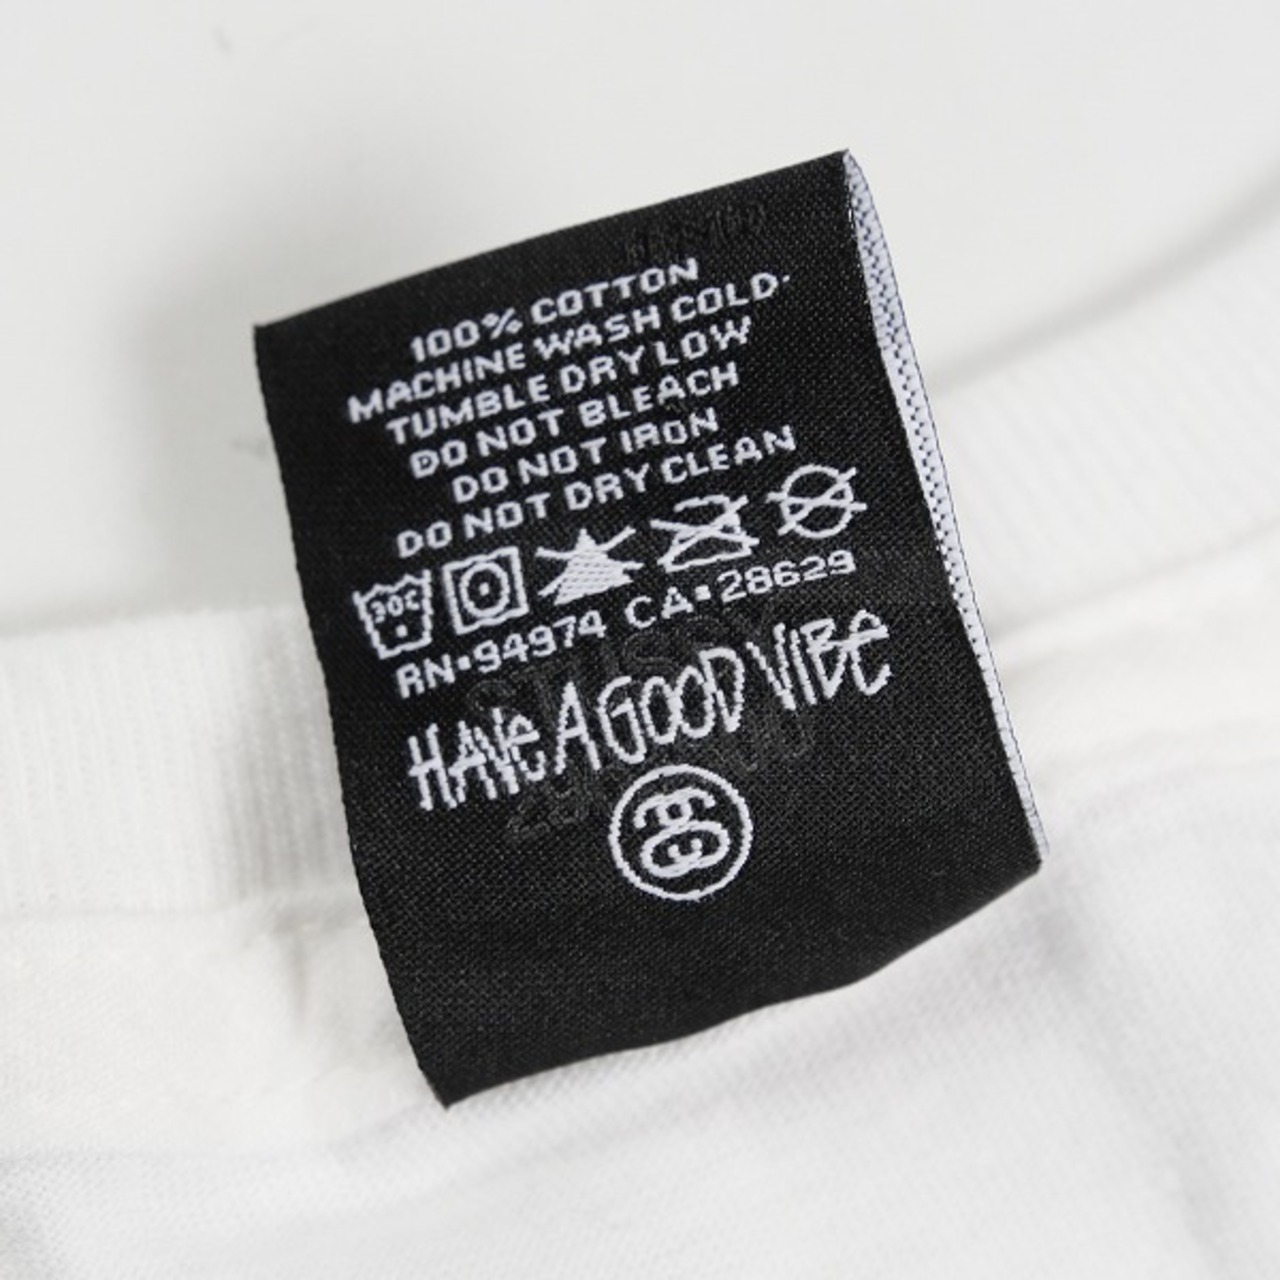 100% COTTON
MACHINE WASH COLD
TUMBLE DRY LOW
DO NOT BLEACH
DO NOT IRON
DO NOT DRY CLEAN
30C
RN•94974 CA•28629
HAVE A GOOD VIBE